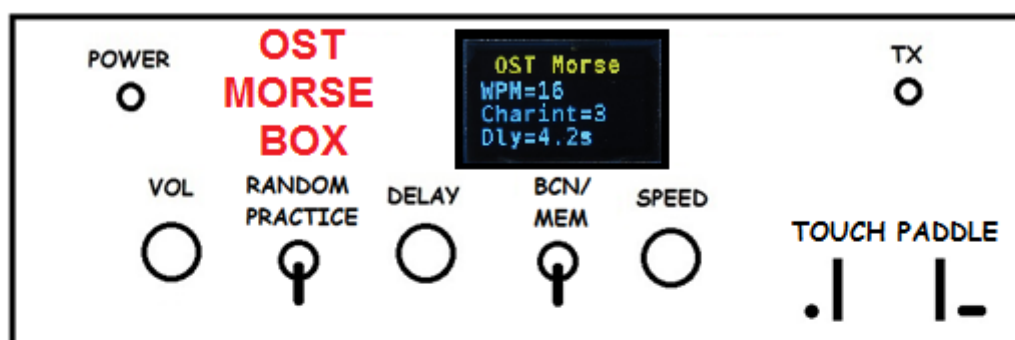 POWER
OST
MORSE
BOX
OST Morse
WPM=16
Charint=3
Dly=4.2s
TX
VOL
RANDOM
PRACTICE
DELAY
BCN/
MEM
SPEED
TOUCH PADDLE
. -